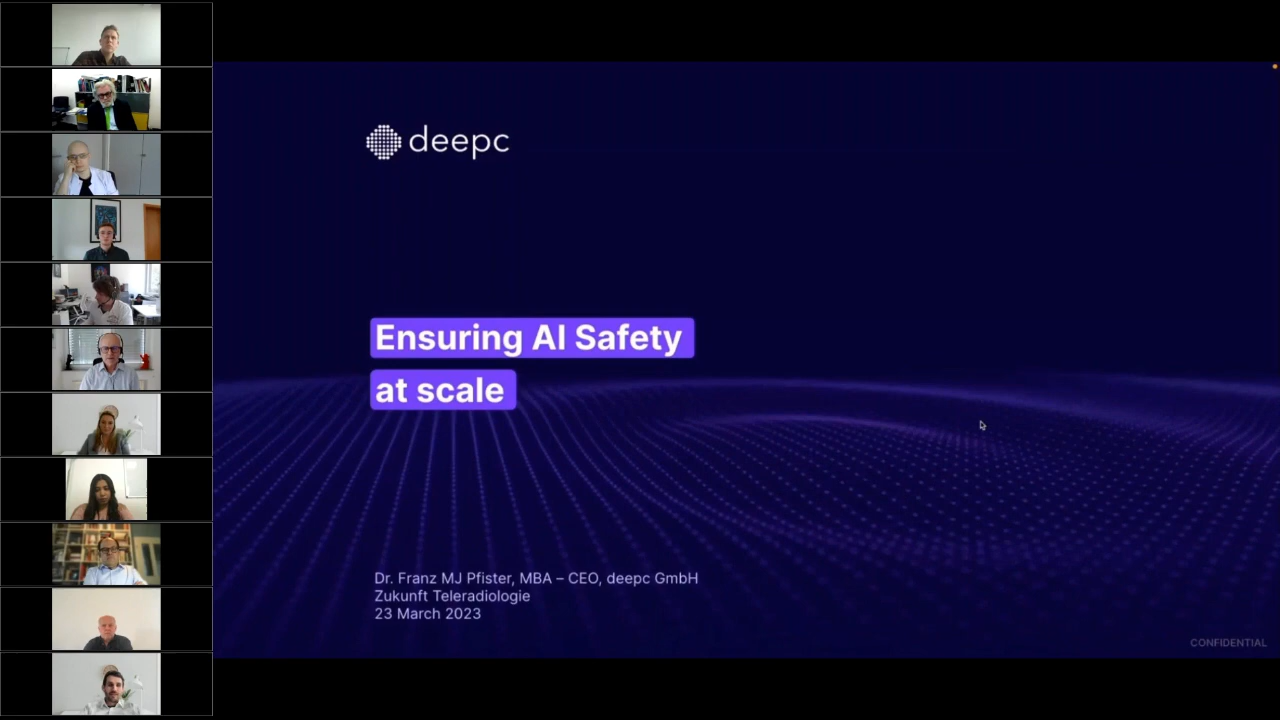 deepc
Ensuring AI Safety
at scale
Dr. Franz MJ Pfister, MBA – CEO, deepc GmbH
Zukunft Teleradiologie
23 March 2023
CONFIDENTIAL